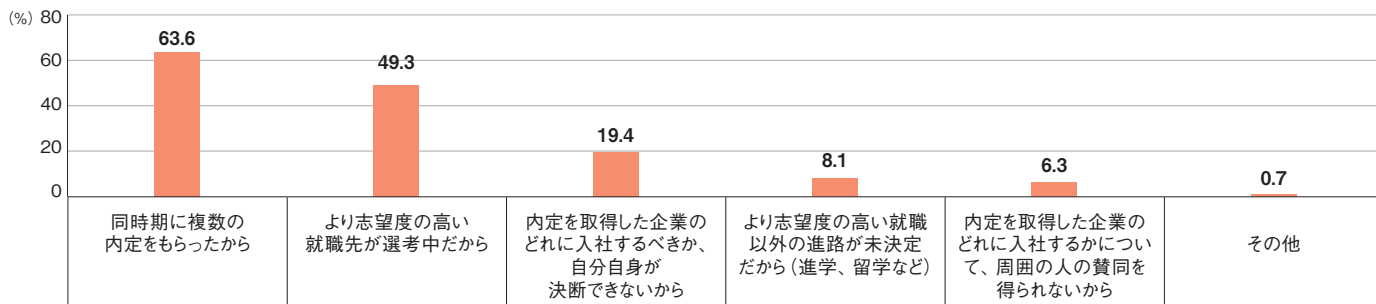 (%)
80
60
40
20
0
63.6
49.3
19.4
8.1
6.3
0.7
同時期に複数の
内定をもらったから
より志望度の高い
就職先が選考中だから
内定を取得した企業の
どれに入社するべきか、
自分自身が
決断できないから
より志望度の高い就職
以外の進路が未決定
だから(進学、留学など)
内定を取得した企業の
どれに入社するかについ
て、周囲の人の賛同を
得られないから
その他